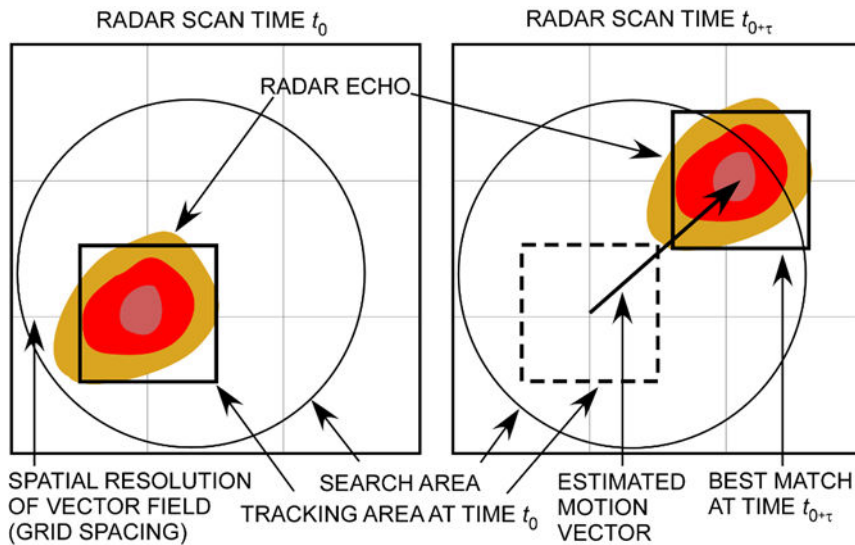 RADAR SCAN TIME t0
RADAR SCAN TIME t0+τ
RADAR ECHO
SPATIAL RESOLUTION
OF VECTOR FIELD
(GRID SPACING)
SEARCH AREA
TRACKING AREA AT TIME t0
ESTIMATED
MOTION
VECTOR
BEST MATCH
AT TIME t0+τ